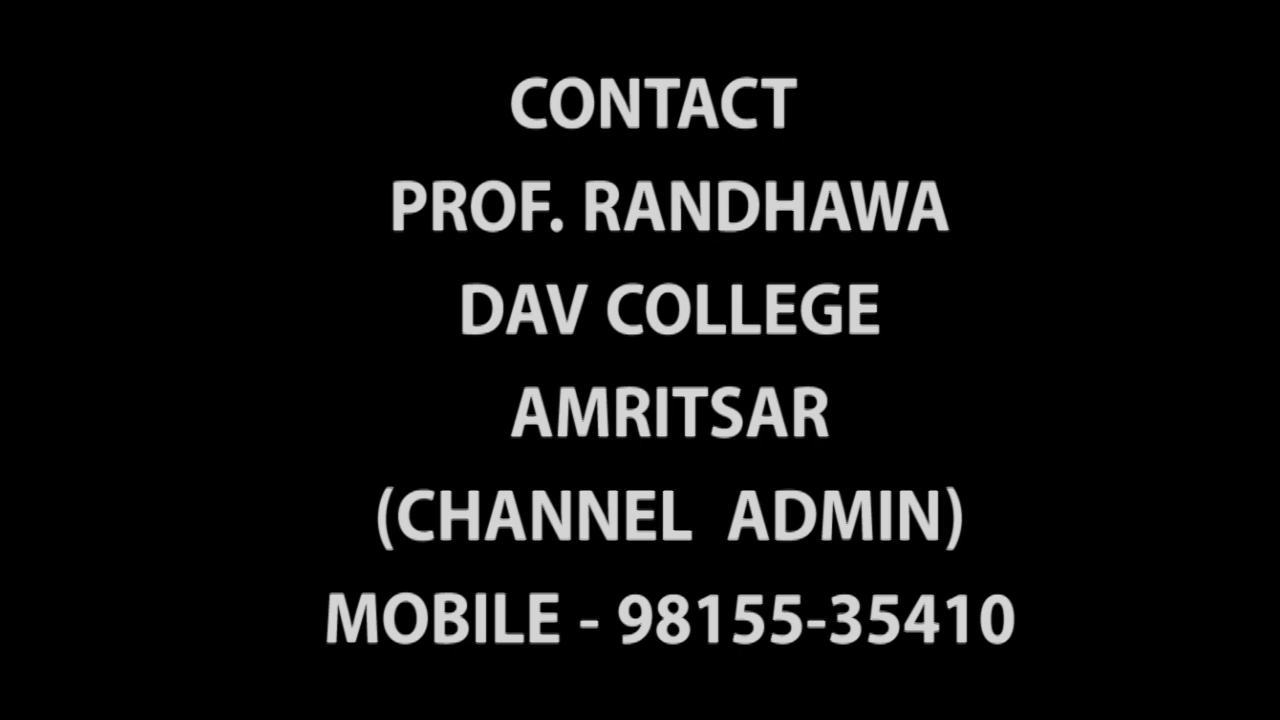 CONTACT
PROF. RANDHAWA
DAV COLLEGE
AMRITSAR
(CHANNEL ADMIN)
MOBILE - 98155-35410